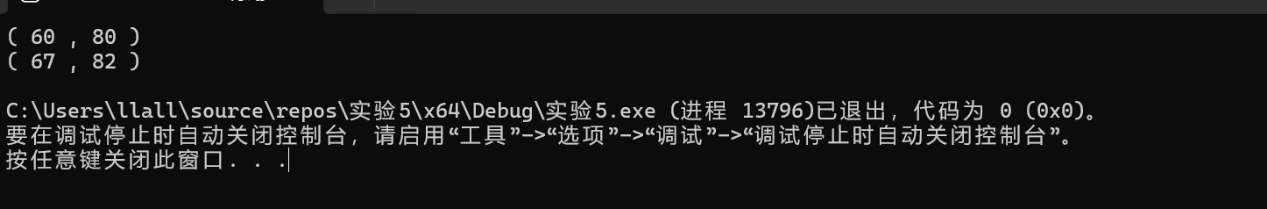 ( 60 , 80 )
( 67 , 82 )
C:\Users\llall\source\repos\实验5\x64\Debug\实验5.exe (进程 13796)已退出，代码为 0 (0x0)。
要在调试停止时自动关闭控制台，请启用“工具”->“选项”->“调试”->“调试停止时自动关闭控制台”。
按任意键关闭此窗口. . .